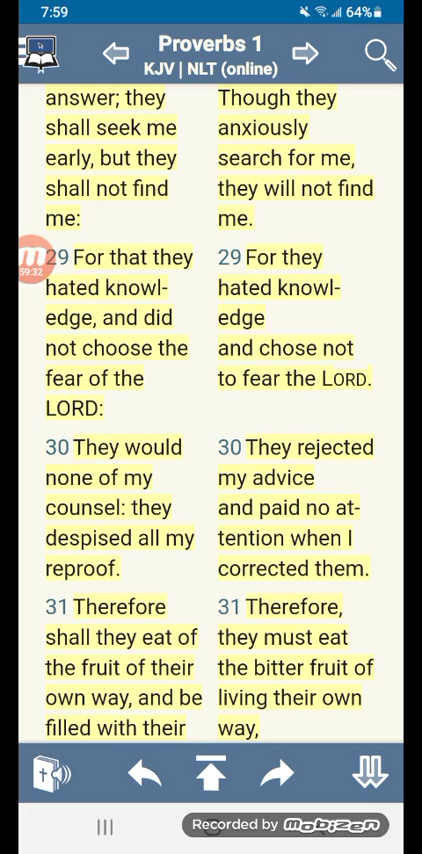 7:59
64%
Proverbs 1
KJV | NLT (online)
answer; they
shall seek me
early, but they
shall not find
me:
29 For that they
hated knowl-
edge, and did
not choose the
fear of the
LORD:
30 They would
none of my
counsel: they
despised all my
reproof.
31 Therefore
shall they eat of
the fruit of their
own way, and be
filled with their
Though they
anxiously
search for me,
they will not find
me.
29 For they
hated knowl-
edge
and chose not
to fear the LORD.
30 They rejected
my advice
and paid no at-
tention when I
corrected them.
31 Therefore,
they must eat
the bitter fruit of
living their own
way,
m
59:32
Recorded by mobizen